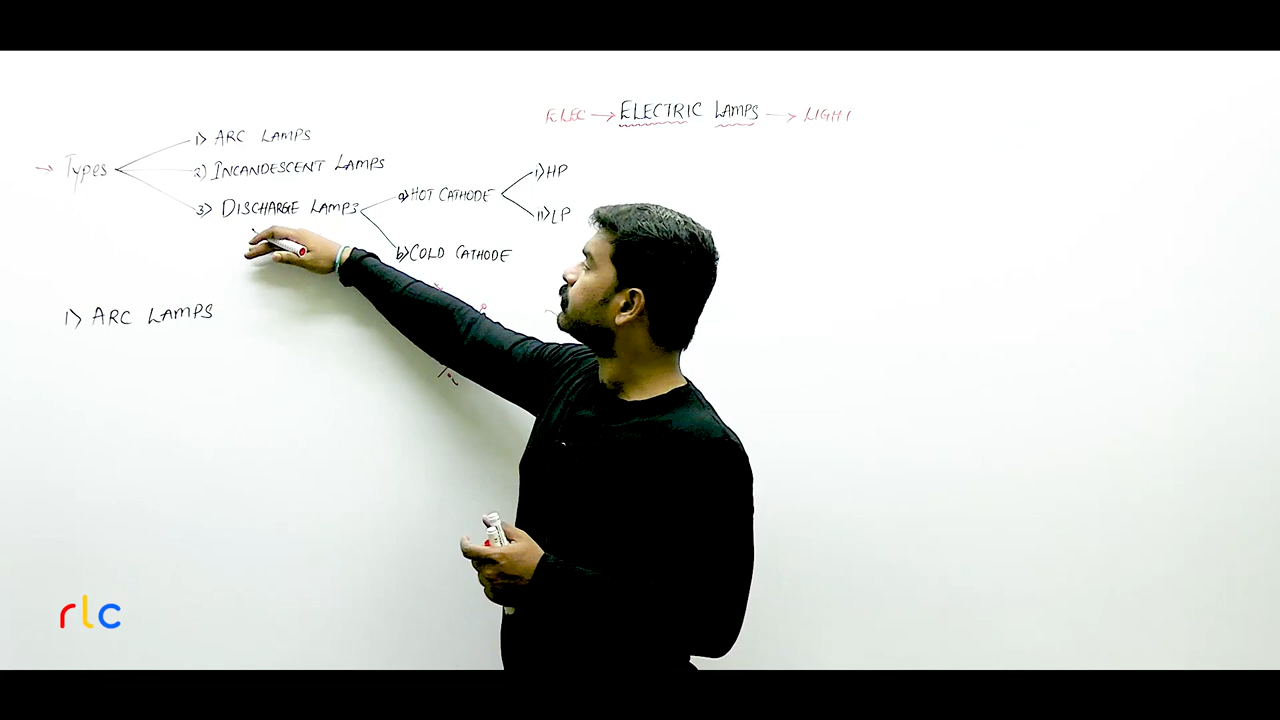 ELEC → ELECTRIC LAMPS → LIGHT
→ Types
1) ARC LAMPS
2) INCANDESCENT LAMPS
3) DISCHARGE LAMPS
a) HOT CATHODE
i) HP
ii) LP
b) COLD CATHODE
1) ARC LAMPS
rlc